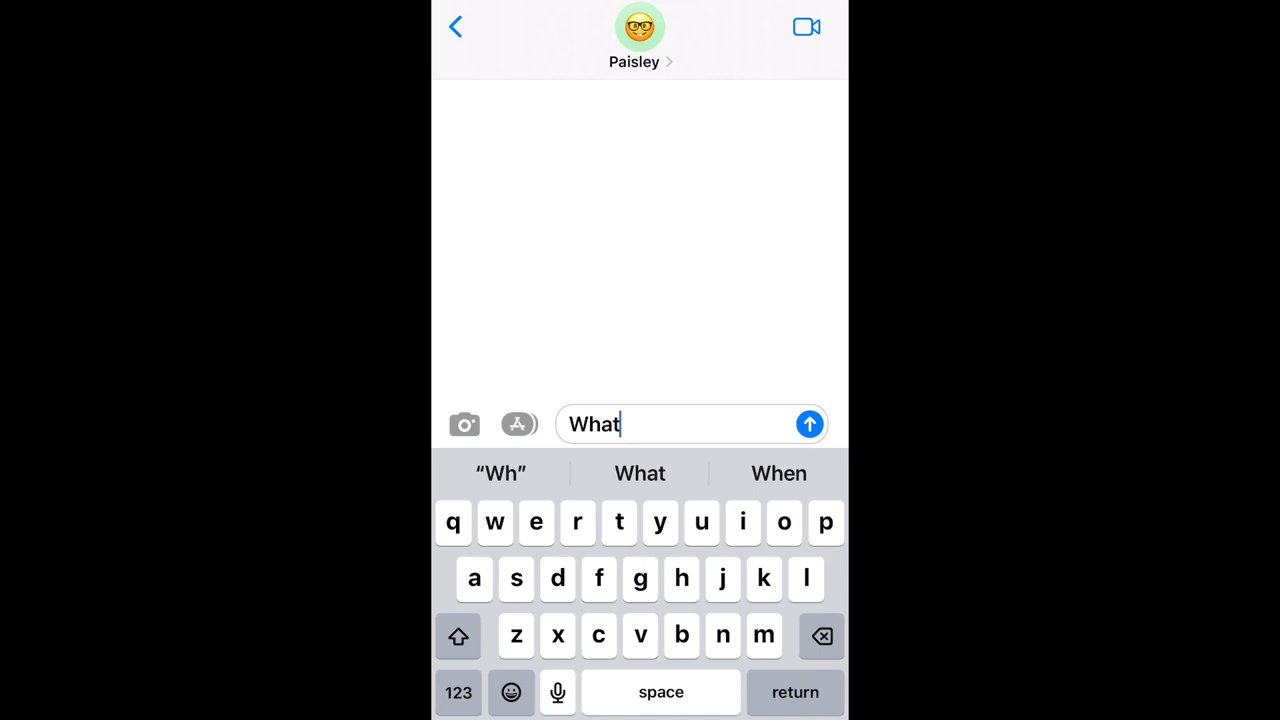 Paisley
What
“Wh” What When
q w e r t y u i o p
a s d f g h j k l
z x c v b n m
123 space return